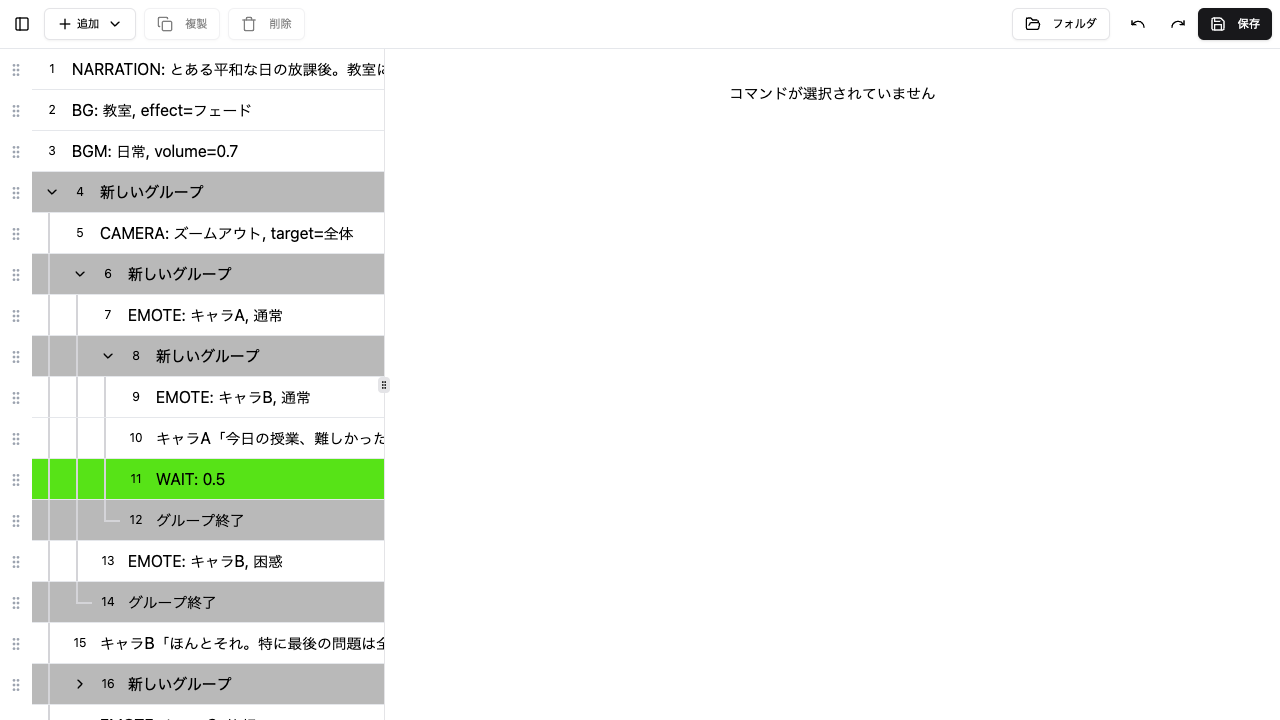 追加 複製 削除 フォルダ 保存
1 NARRATION: とある平和な日の放課後。教室に
コマンドが選択されていません
2 BG: 教室, effect=フェード
3 BGM: 日常, volume=0.7
4 新しいグループ
5 CAMERA: ズームアウト, target=全体
6 新しいグループ
7 EMOTE: キャラA, 通常
8 新しいグループ
9 EMOTE: キャラB, 通常
10 キャラA「今日の授業、難しかった
11 WAIT: 0.5
12 グループ終了
13 EMOTE: キャラB, 困惑
14 グループ終了
15 キャラB「ほんとそれ。特に最後の問題は全
16 新しいグループ